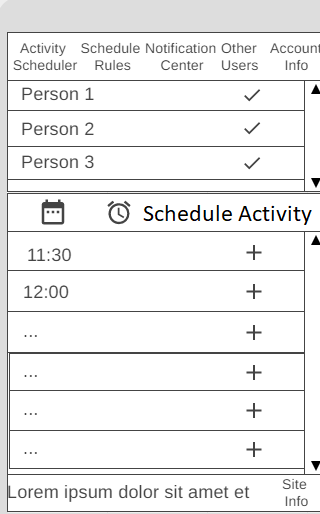 Activity Schedule Notification Other Account
Scheduler Rules Center Users Info
Person 1
Person 2
Person 3
Schedule Activity
11:30
12:00
...
...
...
...
Lorem ipsum dolor sit amet et
Site
Info